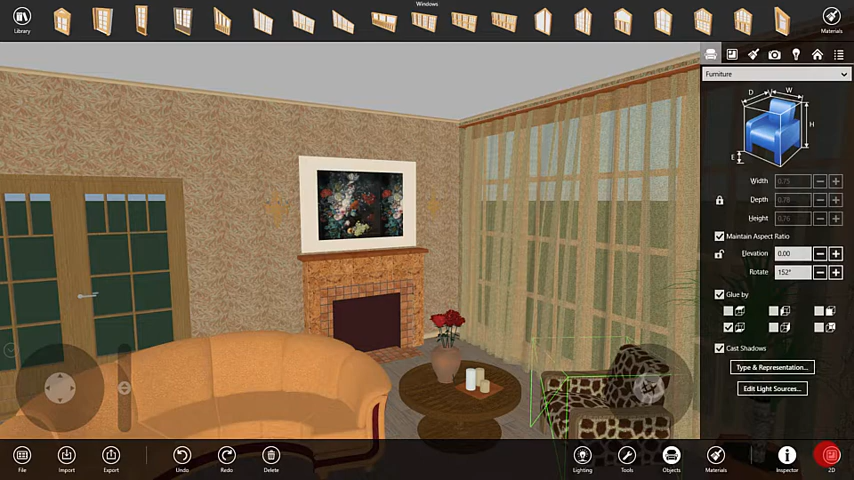 Windows
Library
Materials
Furniture
D
W
H
E
Width 0.75
Depth 0.78
Height 0.76
Maintain Aspect Ratio
Elevation 0.00
Rotate 152°
Glue by
Cast Shadows
Type & Representation...
Edit Light Sources...
File
Import
Export
Undo
Redo
Delete
Lighting
Tools
Objects
Materials
Inspector
2D